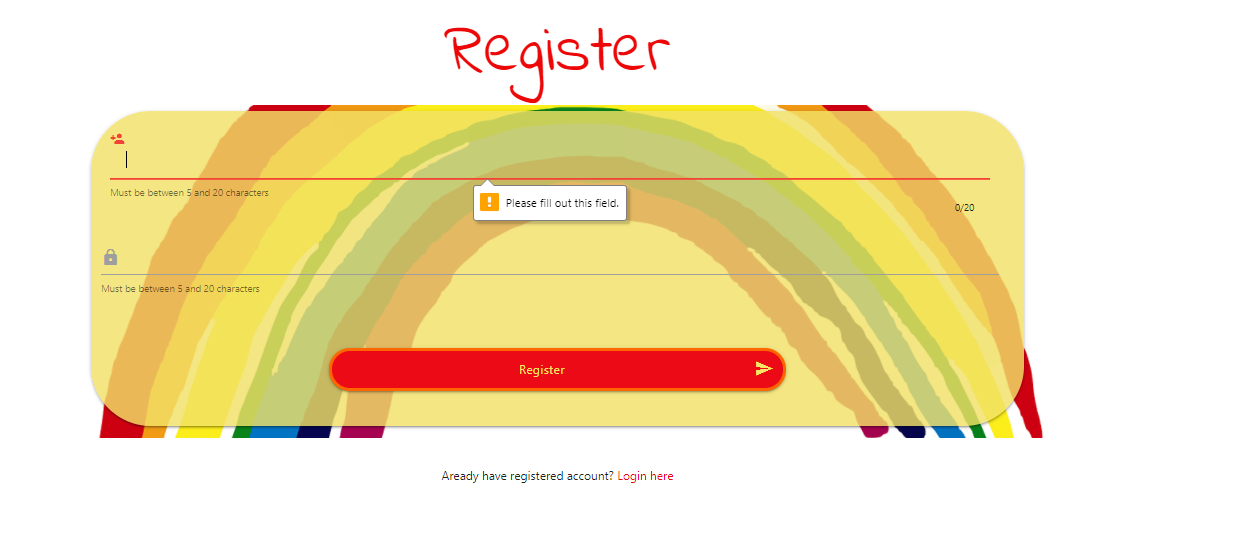 Register
Must be between 5 and 20 characters
Please fill out this field.
0/20
Must be between 5 and 20 characters
Register
Aready have registered account? Login here